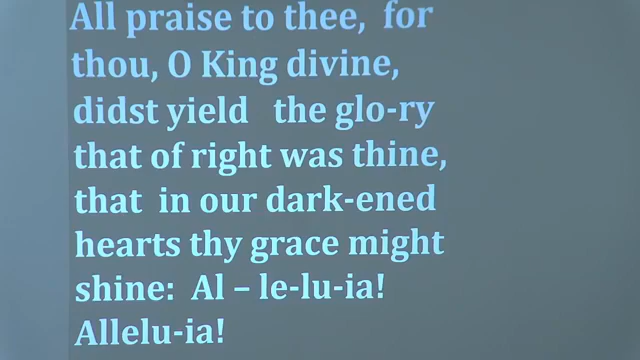 All praise to thee, for
thou, O King divine,
didst yield the glo-ry
that of right was thine,
that in our dark-ened
hearts thy grace might
shine: Al – le-lu-ia!
Allelu-ia!